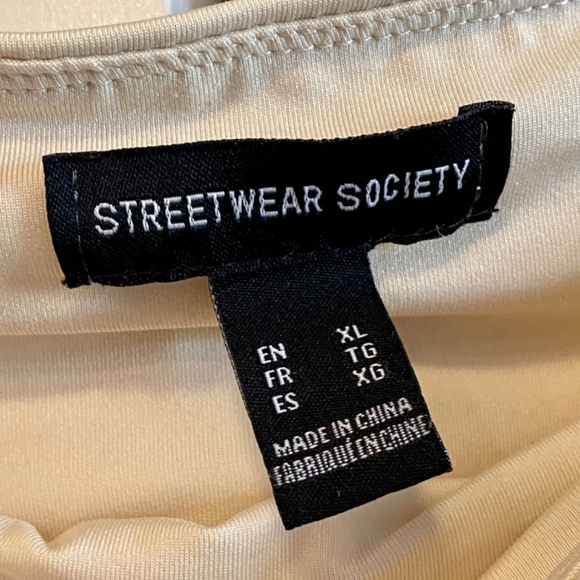 STREETWEAR SOCIETY
EN XL
FR TG
ES XG
MADE IN CHINA
FABRIQUÉ EN CHINE